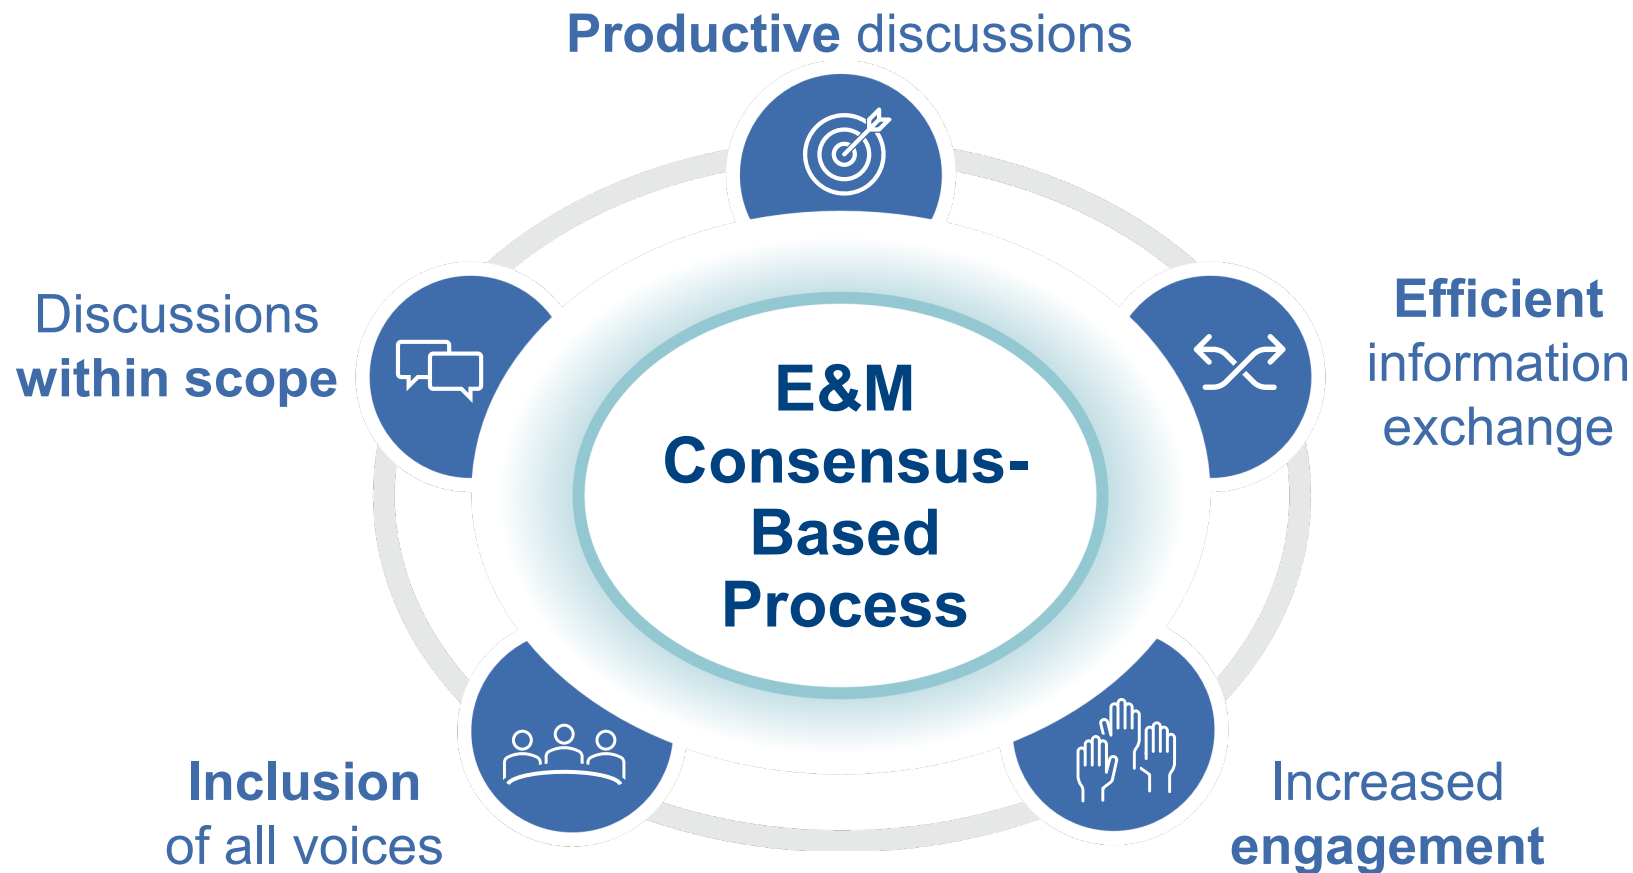 Productive discussions
Discussions
within scope
Efficient
information
exchange
E&M
Consensus-
Based
Process
Inclusion
of all voices
Increased
engagement